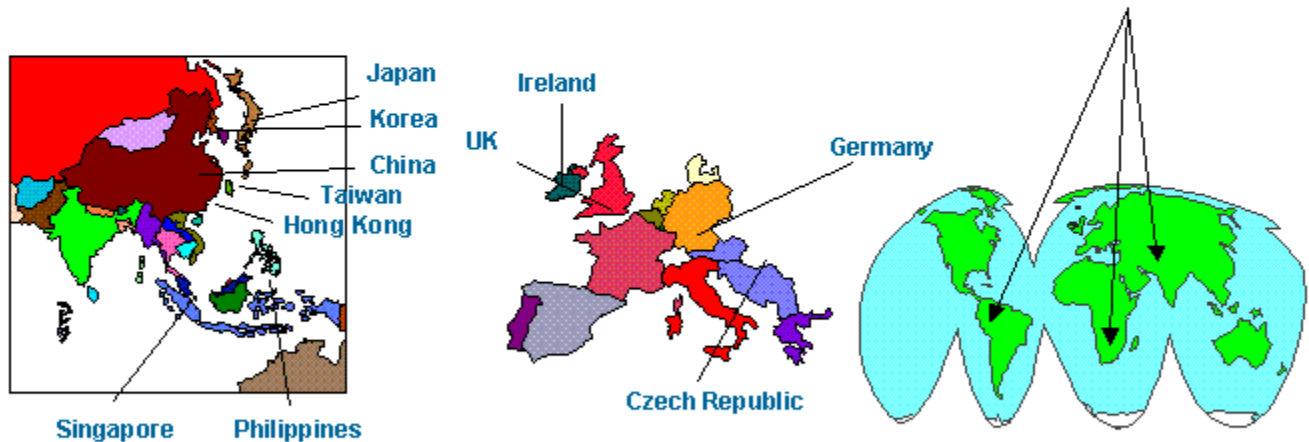 Japan
Korea
China
Taiwan
Hong Kong
Singapore
Philippines
Ireland
UK
Germany
Czech Republic